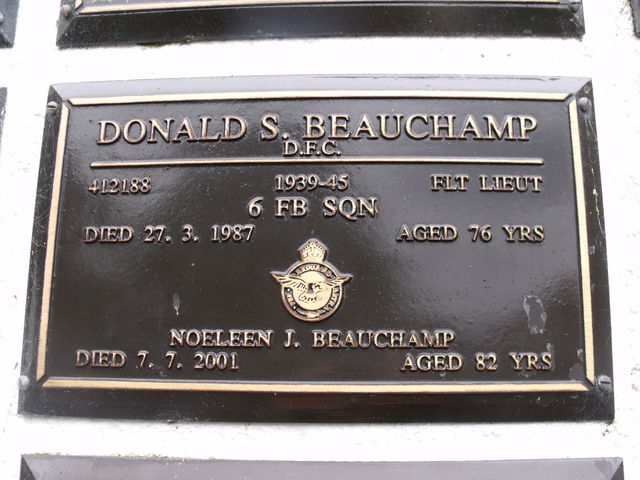 DONALD S. BEAUCHAMP
D.F.C.
412188 1939-45 FLT LIEUT
6 FB SQN
DIED 27. 3. 1987 AGED 76 YRS
NOELEEN J. BEAUCHAMP
DIED 7. 7. 2001 AGED 82 YRS